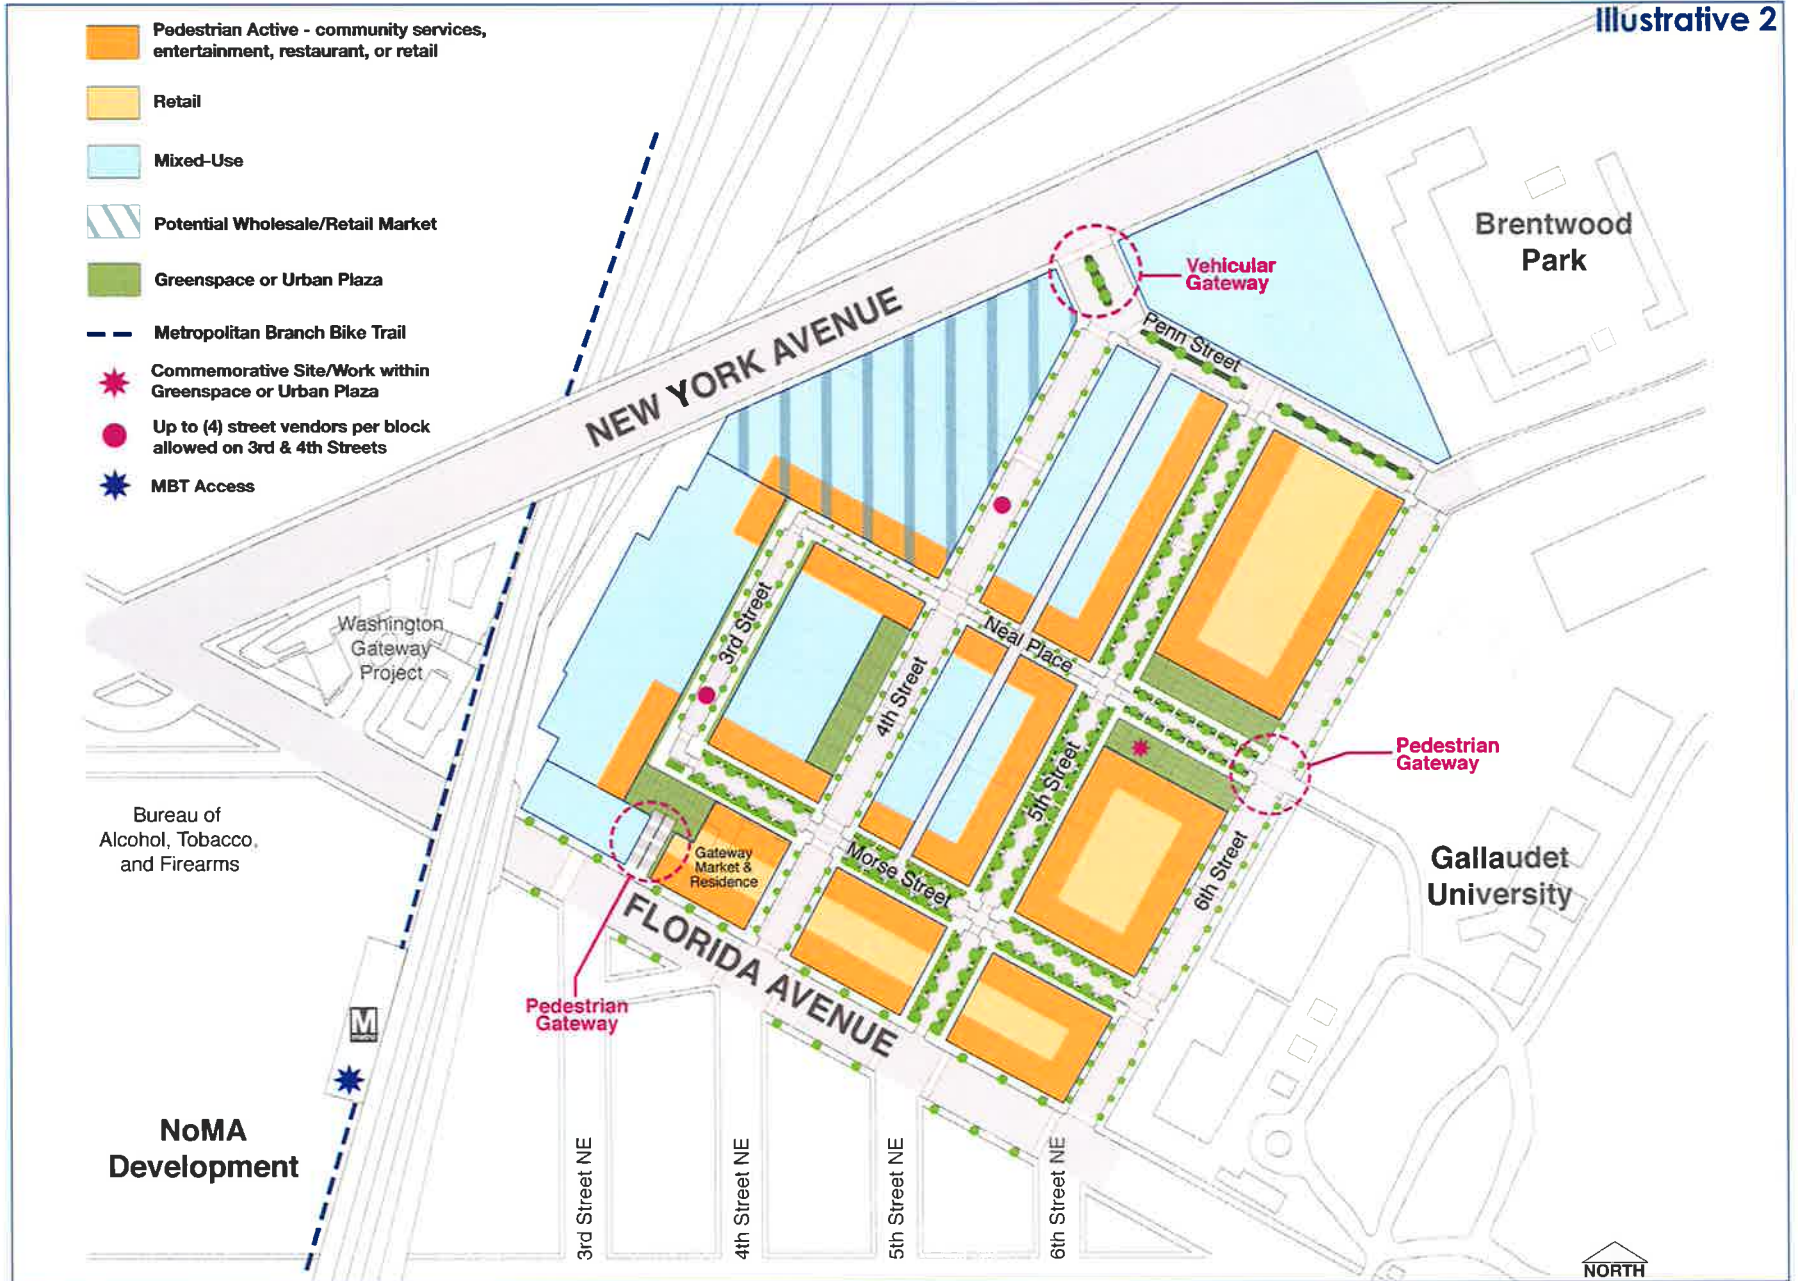 Illustrative 2
Pedestrian Active - community services,
entertainment, restaurant, or retail
Retail
Mixed-Use
Potential Wholesale/Retail Market
Greenspace or Urban Plaza
Metropolitan Branch Bike Trail
Commemorative Site/Work within
Greenspace or Urban Plaza
Up to (4) street vendors per block
allowed on 3rd & 4th Streets
MBT Access
Brentwood
Park
Vehicular
Gateway
NEW YORK AVENUE
Penn Street
Washington
Gateway
Project
3rd Street
Neal Place
4th Street
5th Street
Pedestrian
Gateway
Bureau of
Alcohol, Tobacco,
and Firearms
Gateway
Market &
Residence
Morse Street
6th Street
Gallaudet
University
FLORIDA AVENUE
Pedestrian
Gateway
M
metro
NoMA
Development
3rd Street NE
4th Street NE
5th Street NE
6th Street NE
NORTH